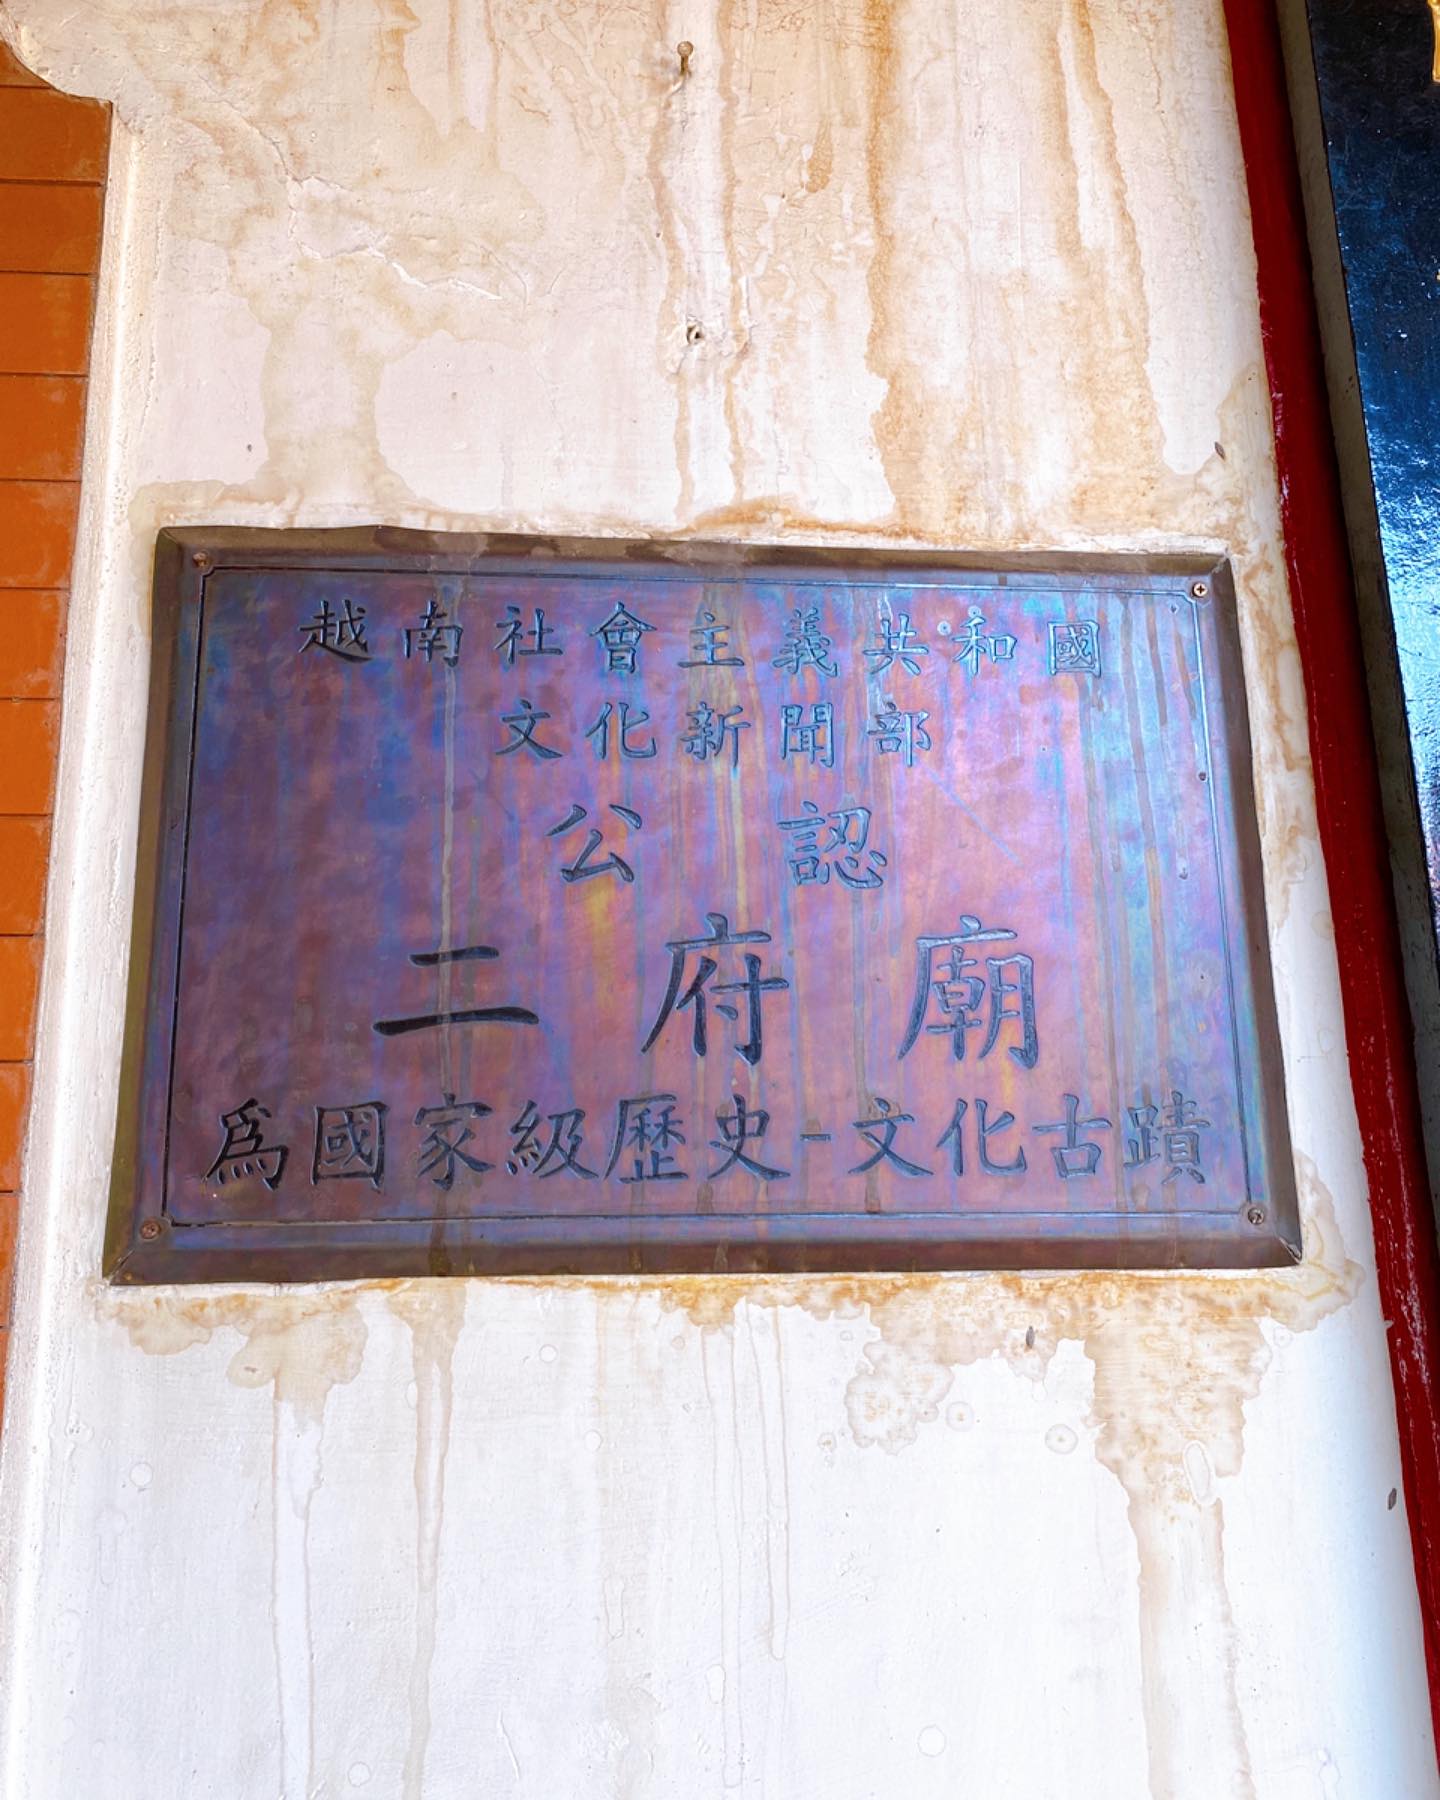 越南社會主義共和國
文化新聞部
公認
二府廟
爲國家級歷史-文化古蹟